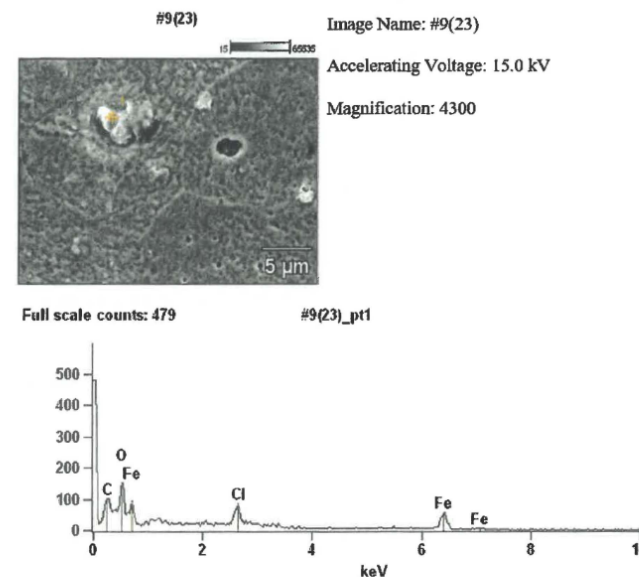 #9(23)
15 65535
Image Name: #9(23)
Accelerating Voltage: 15.0 kV
Magnification: 4300
5 µm
Full scale counts: 479 #9(23)_pt1
500
400
300
200
100
0
C
O
Fe
Cl
Fe
Fe
0 2 4 6 8 10
keV